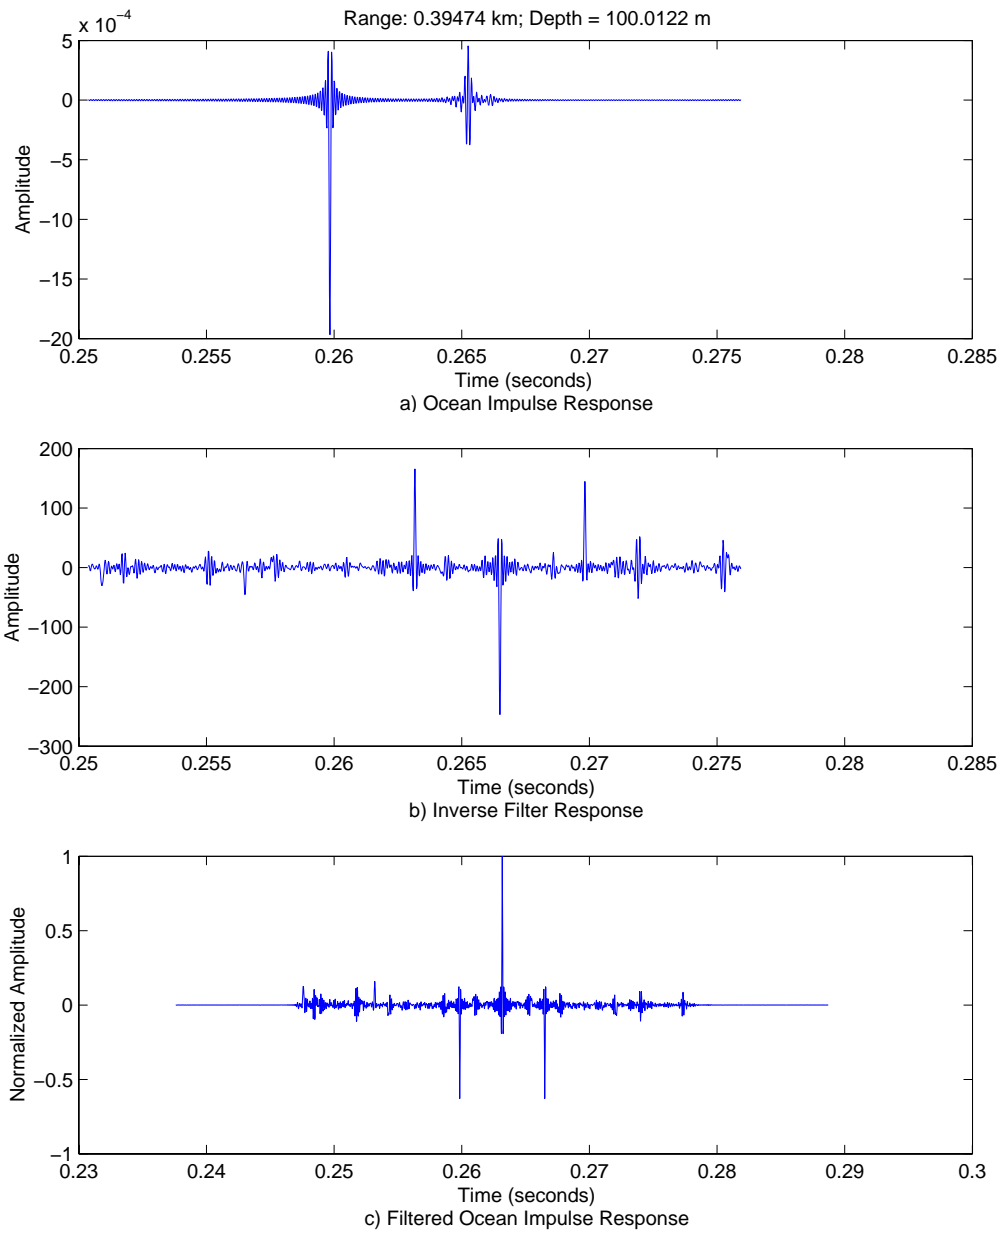 Range: 0.39474 km; Depth = 100.0122 m
x 10⁻⁴
5
0
−5
−10
−15
−20
Amplitude
0.25 0.255 0.26 0.265 0.27 0.275 0.28 0.285
Time (seconds)
a) Ocean Impulse Response
200
100
0
−100
−200
−300
Amplitude
0.25 0.255 0.26 0.265 0.27 0.275 0.28 0.285
Time (seconds)
b) Inverse Filter Response
1
0.5
0
−0.5
−1
Normalized Amplitude
0.23 0.24 0.25 0.26 0.27 0.28 0.29 0.3
Time (seconds)
c) Filtered Ocean Impulse Response